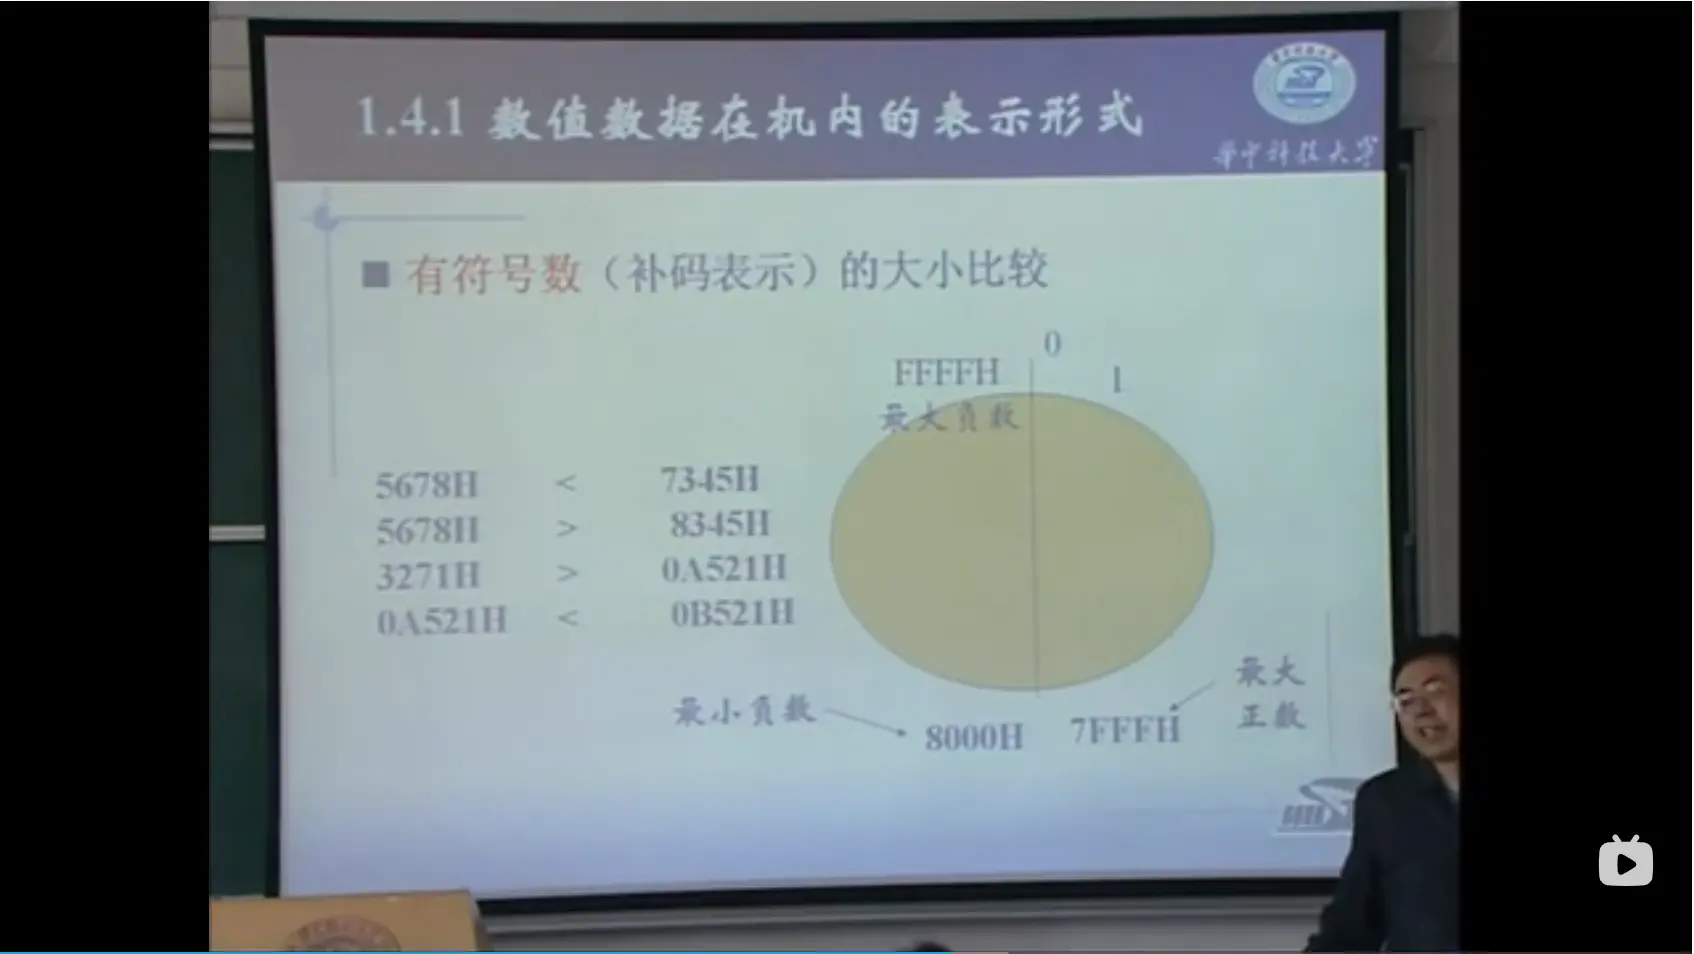 1.4.1 数值数据在机内的表示形式
华中科技大学
有符号数（补码表示）的大小比较
0
FFFFH
1
最大负数
5678H < 7345H
5678H > 8345H
3271H > 0A521H
0A521H < 0B521H
最小负数
8000H
7FFFH
最大
正数